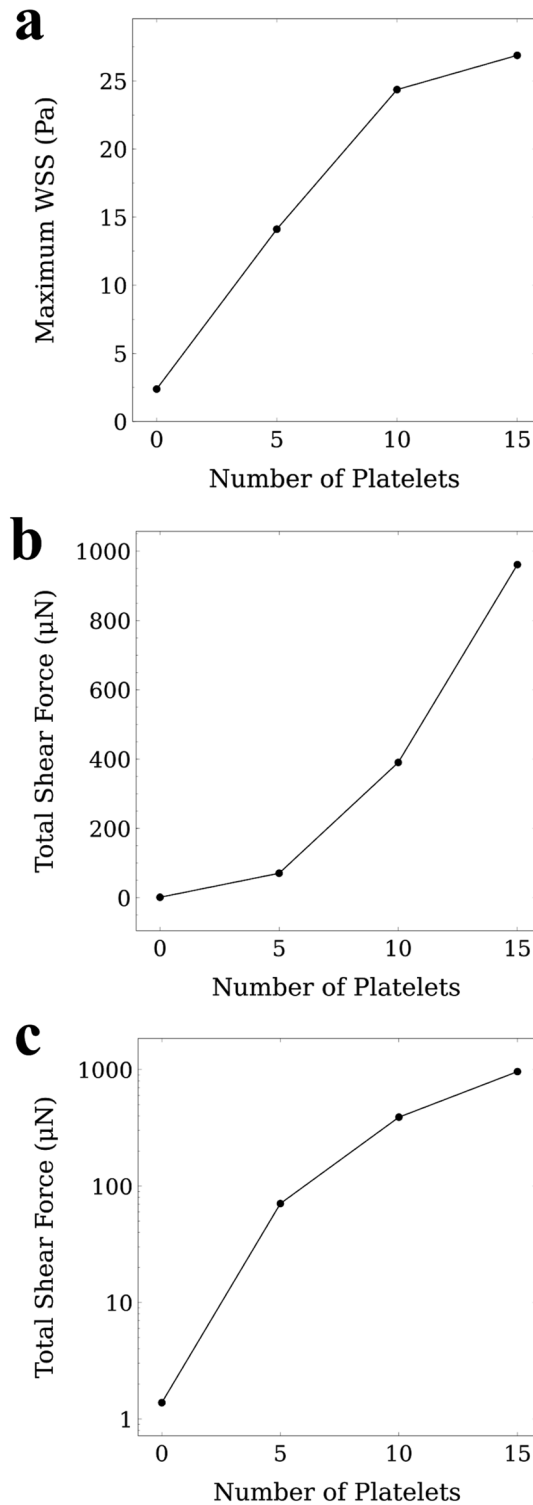 a
Maximum WSS (Pa)
25
20
15
10
5
0
0 5 10 15
Number of Platelets
b
Total Shear Force (µN)
1000
800
600
400
200
0
0 5 10 15
Number of Platelets
c
Total Shear Force (µN)
1000
100
10
1
0 5 10 15
Number of Platelets